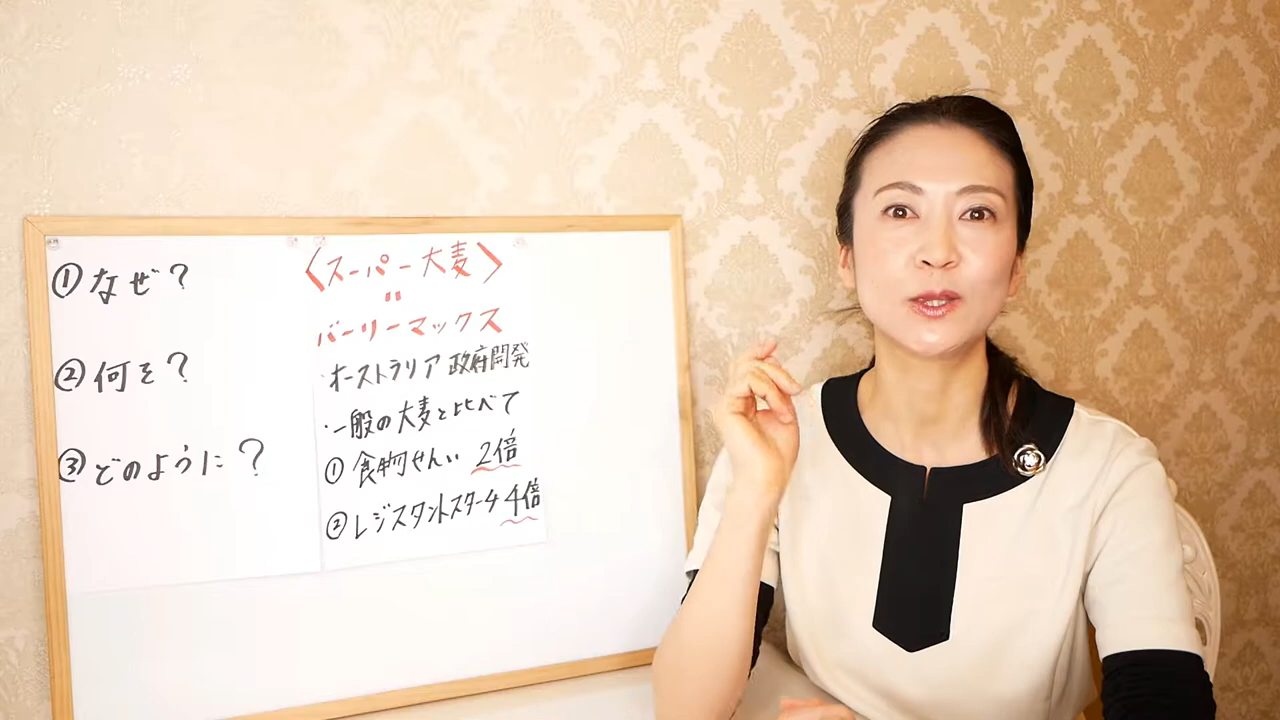 ①なぜ?
②何を?
③どのように?
〈スーパー大麦〉
=
バーリーマックス
・オーストラリア政府開発
・一般の大麦と比べて
①食物せんい 2倍
②レジスタントスターチ 4倍